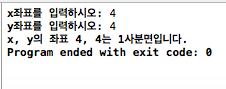 x좌표를 입력하시오: 4
y좌표를 입력하시오: 4
x, y의 좌표 4, 4는 1사분면입니다.
Program ended with exit code: 0